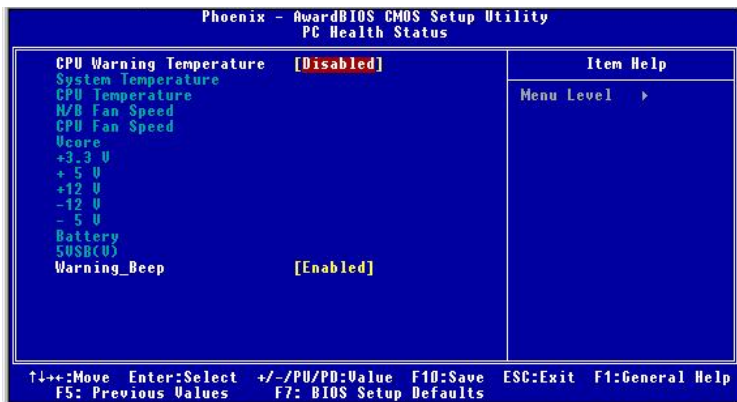 Phoenix - AwardBIOS CMOS Setup Utility
PC Health Status
CPU Warning Temperature [Disabled]
System Temperature
CPU Temperature
N/B Fan Speed
CPU Fan Speed
Vcore
+3.3 V
+ 5 V
+12 V
-12 V
- 5 V
Battery
5VSB(V)
Warning_Beep [Enabled]
Item Help
Menu Level ▸
↑↓→←:Move Enter:Select +/-/PU/PD:Value F10:Save ESC:Exit F1:General Help
F5: Previous Values F7: BIOS Setup Defaults